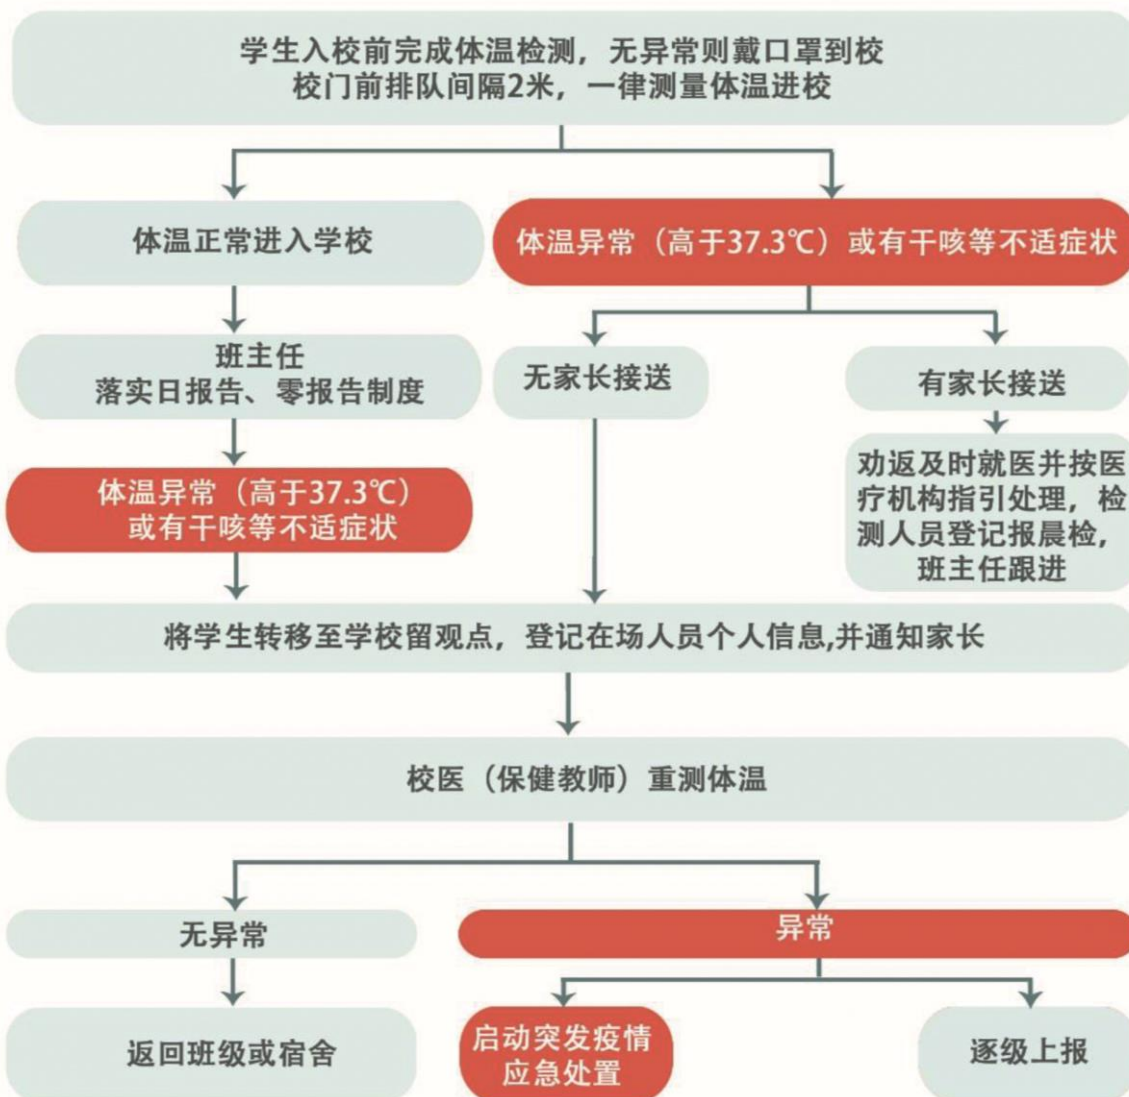 学生入校前完成体温检测，无异常则戴口罩到校
校门前排队间隔2米，一律测量体温进校
体温正常进入学校
体温异常（高于37.3℃）或有干咳等不适症状
班主任
落实日报告、零报告制度
无家长接送
有家长接送
体温异常（高于37.3℃）
或有干咳等不适症状
劝返及时就医并按医
疗机构指引处理，检
测人员登记报晨检，
班主任跟进
将学生转移至学校留观点，登记在场人员个人信息,并通知家长
校医（保健教师）重测体温
无异常
异常
返回班级或宿舍
启动突发疫情
应急处置
逐级上报